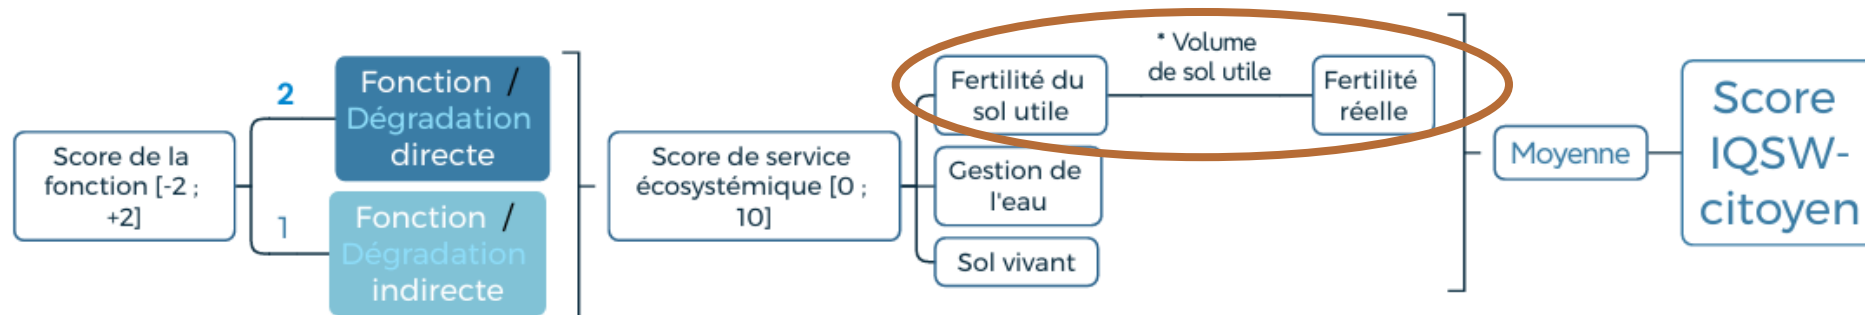 Score de la
fonction [-2 ;
+2]
2
1
Fonction /
Dégradation
directe
Fonction /
Dégradation
indirecte
Score de service
écosystémique [0 ;
10]
Fertilité du
sol utile
* Volume
de sol utile
Fertilité
réelle
Gestion de
l'eau
Sol vivant
Moyenne
Score
IQSW-
citoyen